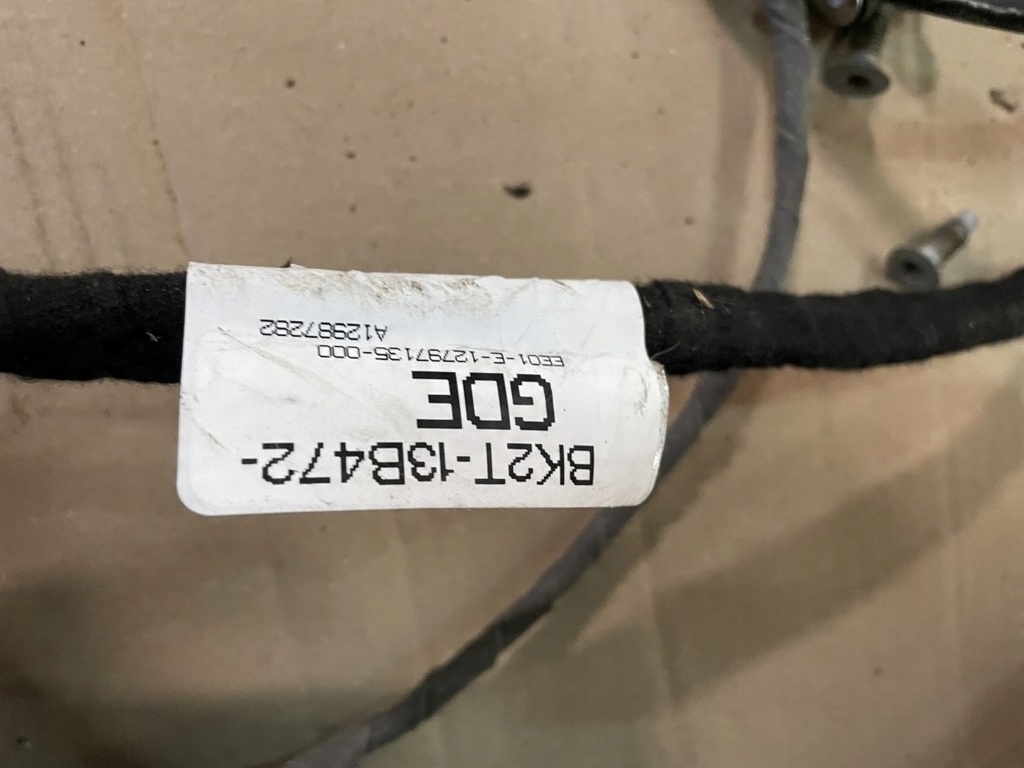 BK2T-13B472-
GDE
EE01-E-12797135-000
A12987282